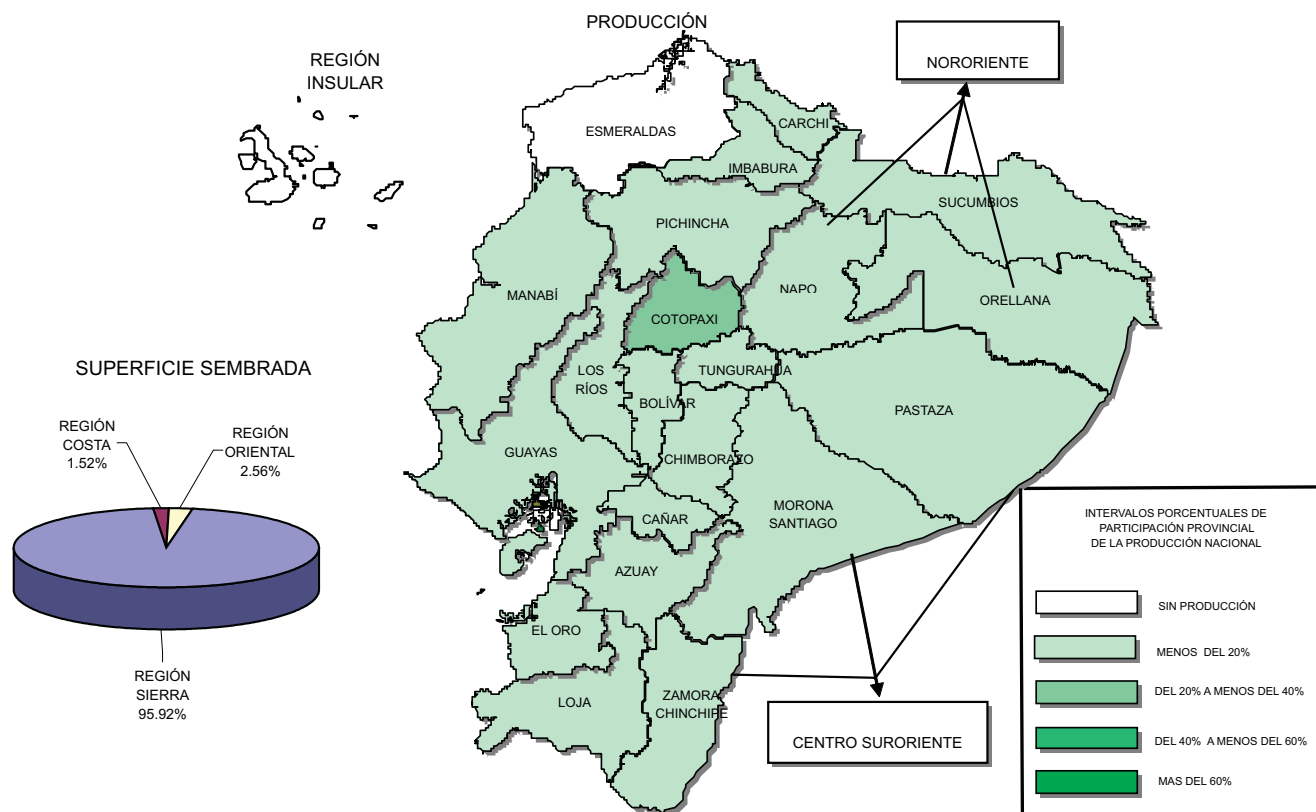 PRODUCCIÓN
REGIÓN
INSULAR
NORORIENTE
ESMERALDAS
CARCHI
IMBABURA
SUCUMBIOS
PICHINCHA
MANABÍ
NAPO
ORELLANA
COTOPAXI
SUPERFICIE SEMBRADA
LOS
RÍOS
TUNGURAHUA
BOLÍVAR
PASTAZA
REGIÓN
COSTA
1.52%
REGIÓN
ORIENTAL
2.56%
GUAYAS
CHIMBORAZO
MORONA
SANTIAGO
CAÑAR
AZUAY
EL ORO
LOJA
ZAMORA
CHINCHIPE
REGIÓN
SIERRA
95.92%
CENTRO SURORIENTE
INTERVALOS PORCENTUALES DE
PARTICIPACIÓN PROVINCIAL
DE LA PRODUCCIÓN NACIONAL
SIN PRODUCCIÓN
MENOS DEL 20%
DEL 20% A MENOS DEL 40%
DEL 40% A MENOS DEL 60%
MAS DEL 60%